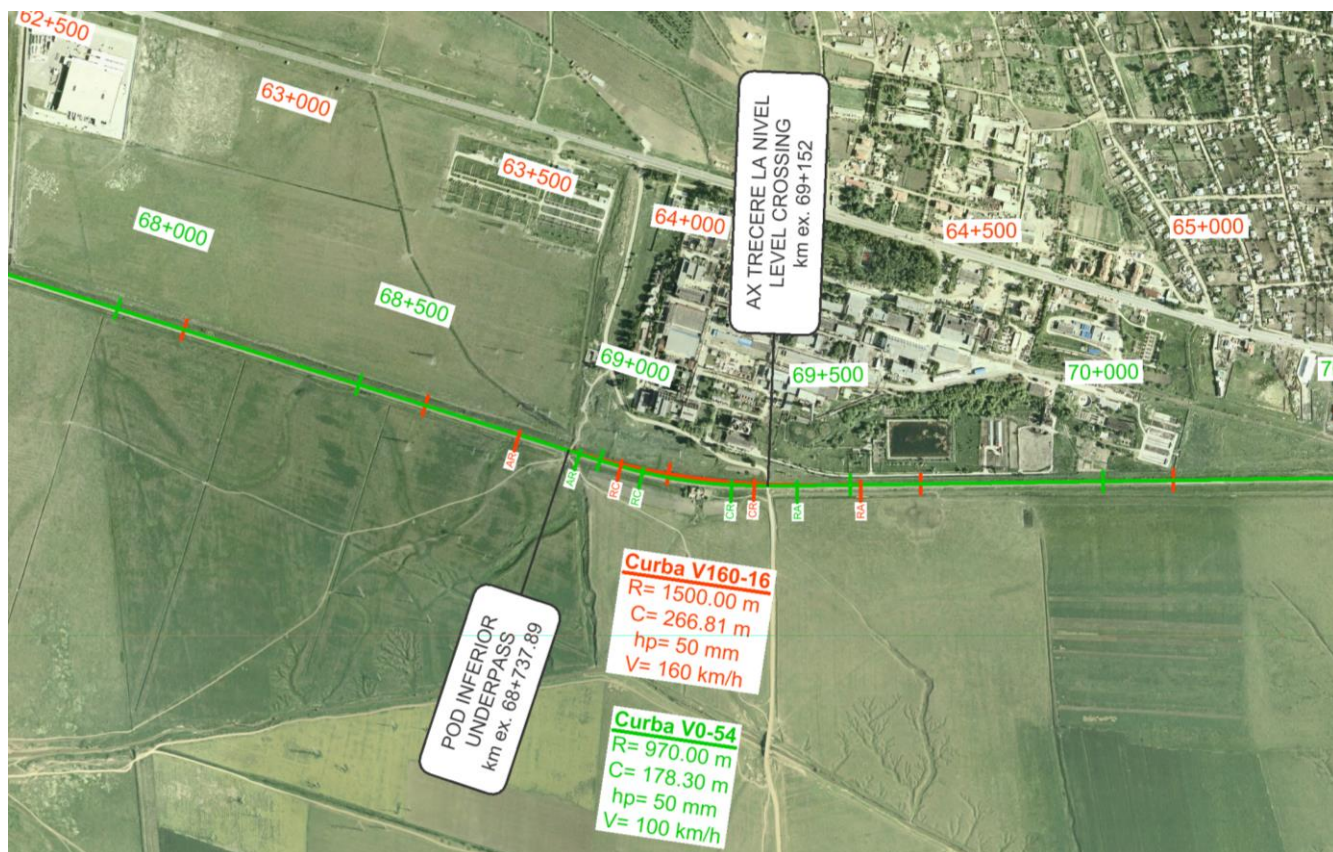 62+500
63+000
63+500
64+000
64+500
65+000
68+000
68+500
69+000
69+500
70+000
AX TRECERE LA NIVEL
LEVEL CROSSING
km ex. 69+152
AR
AR
RC
RC
CR
CR
RA
RA
POD INFERIOR
UNDERPASS
km ex. 68+737.89
Curba V160-16
R= 1500.00 m
C= 266.81 m
hp= 50 mm
V= 160 km/h
Curba V0-54
R= 970.00 m
C= 178.30 m
hp= 50 mm
V= 100 km/h